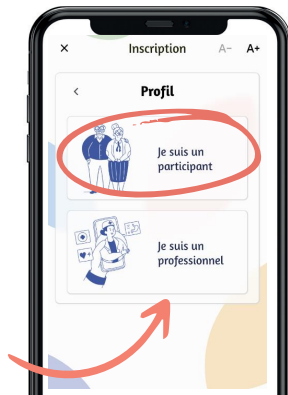 × Inscription A- A+
< Profil
Je suis un
participant
Je suis un
professionnel